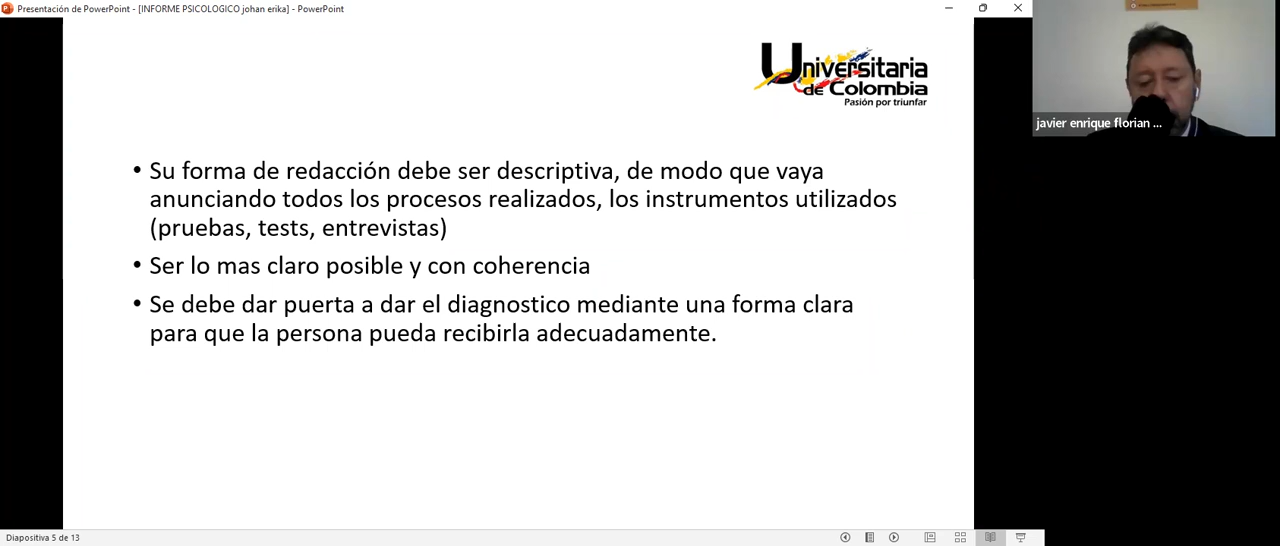 Presentación de PowerPoint - [INFORME PSICOLOGICO johan erika] - PowerPoint
Universitaria
de Colombia
Pasión por triunfar
javier enrique florian ...
• Su forma de redacción debe ser descriptiva, de modo que vaya
anunciando todos los procesos realizados, los instrumentos utilizados
(pruebas, tests, entrevistas)
• Ser lo mas claro posible y con coherencia
• Se debe dar puerta a dar el diagnostico mediante una forma clara
para que la persona pueda recibirla adecuadamente.
Diapositiva 5 de 13